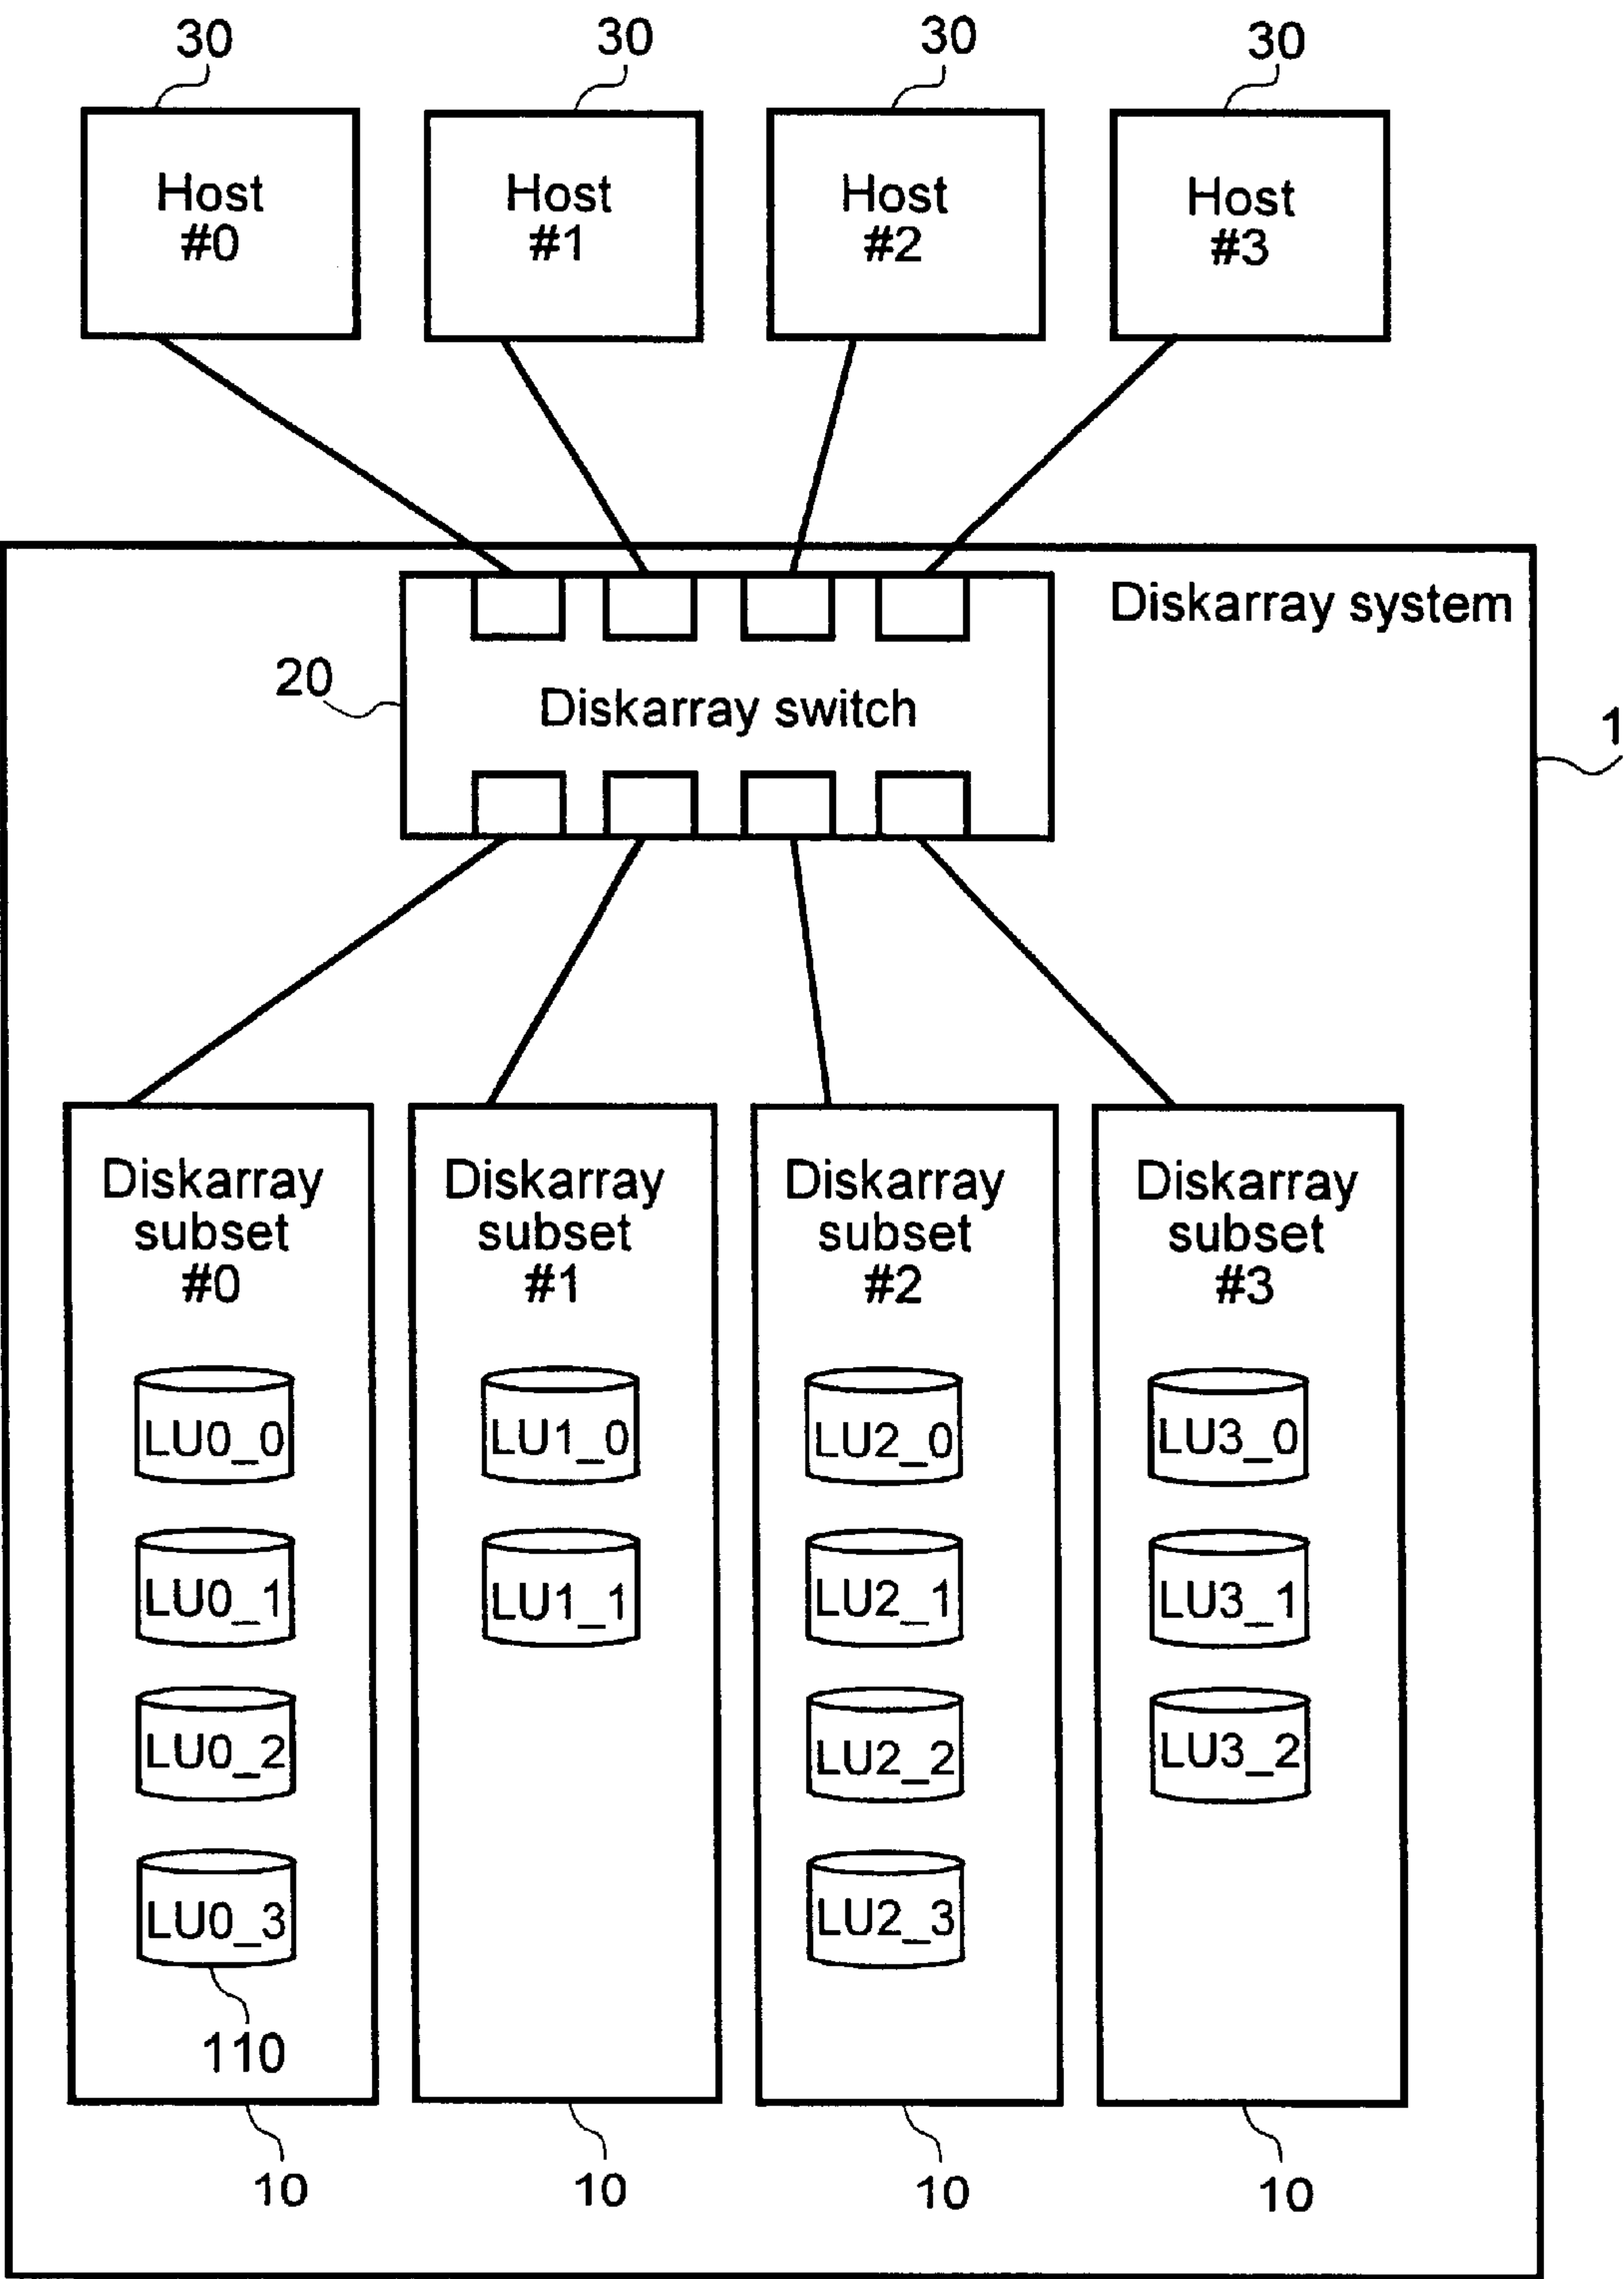 30 30 30 30
Host Host Host Host
#0 #1 #2 #3
Diskarray system
20
Diskarray switch
1
Diskarray Diskarray Diskarray Diskarray
subset subset subset subset
#0 #1 #2 #3
LU0_0 LU1_0 LU2_0 LU3_0
LU0_1 LU1_1 LU2_1 LU3_1
LU0_2 LU2_2 LU3_2
LU0_3 LU2_3
110
10 10 10 10